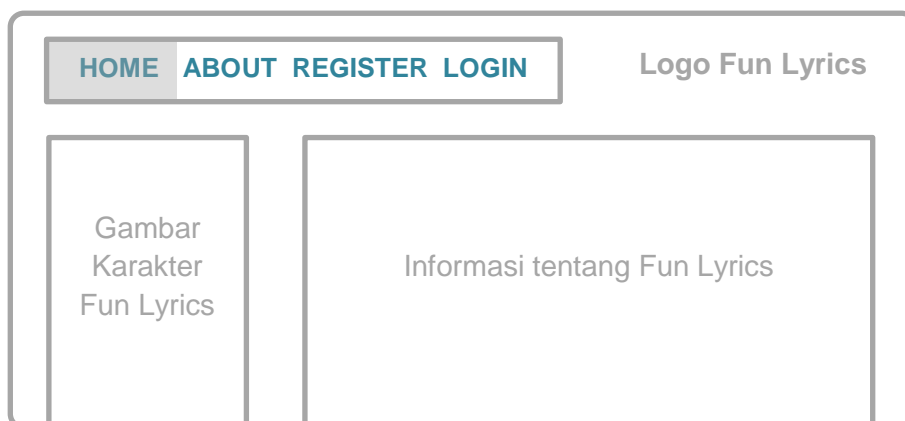 HOME ABOUT REGISTER LOGIN
Logo Fun Lyrics
Gambar
Karakter
Fun Lyrics
Informasi tentang Fun Lyrics